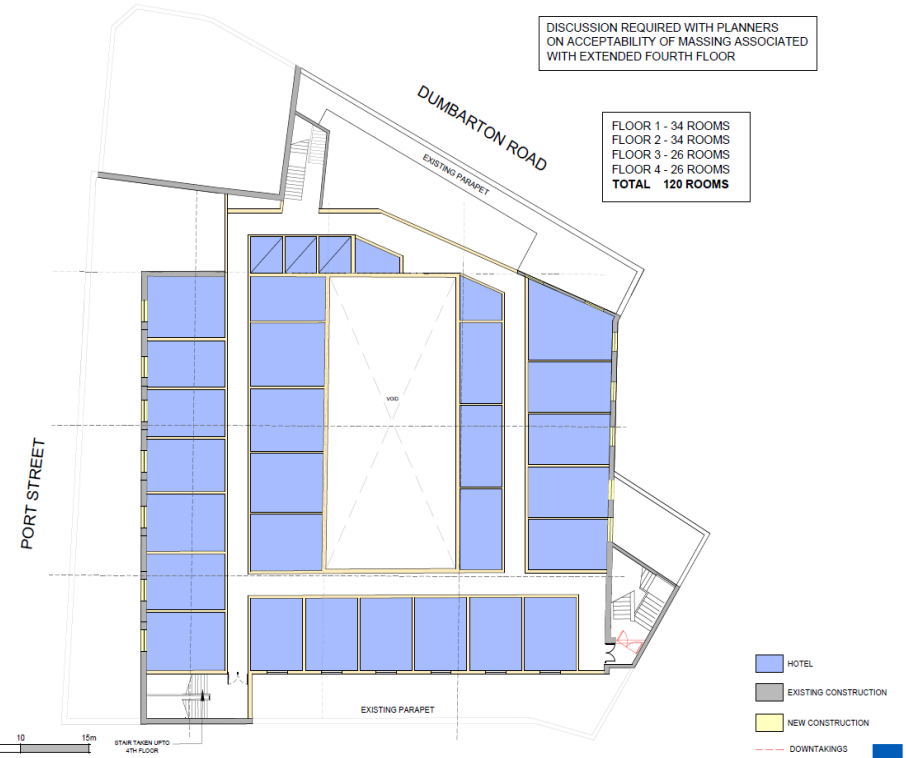 DISCUSSION REQUIRED WITH PLANNERS
ON ACCEPTABILITY OF MASSING ASSOCIATED
WITH EXTENDED FOURTH FLOOR
DUMBARTON ROAD
FLOOR 1 - 34 ROOMS
FLOOR 2 - 34 ROOMS
FLOOR 3 - 26 ROOMS
FLOOR 4 - 26 ROOMS
TOTAL 120 ROOMS
EXISTING PARAPET
VOID
PORT STREET
HOTEL
EXISTING CONSTRUCTION
EXISTING PARAPET
NEW CONSTRUCTION
10 15m
STAIR TAKEN UPTO
4TH FLOOR
DOWNTAKINGS